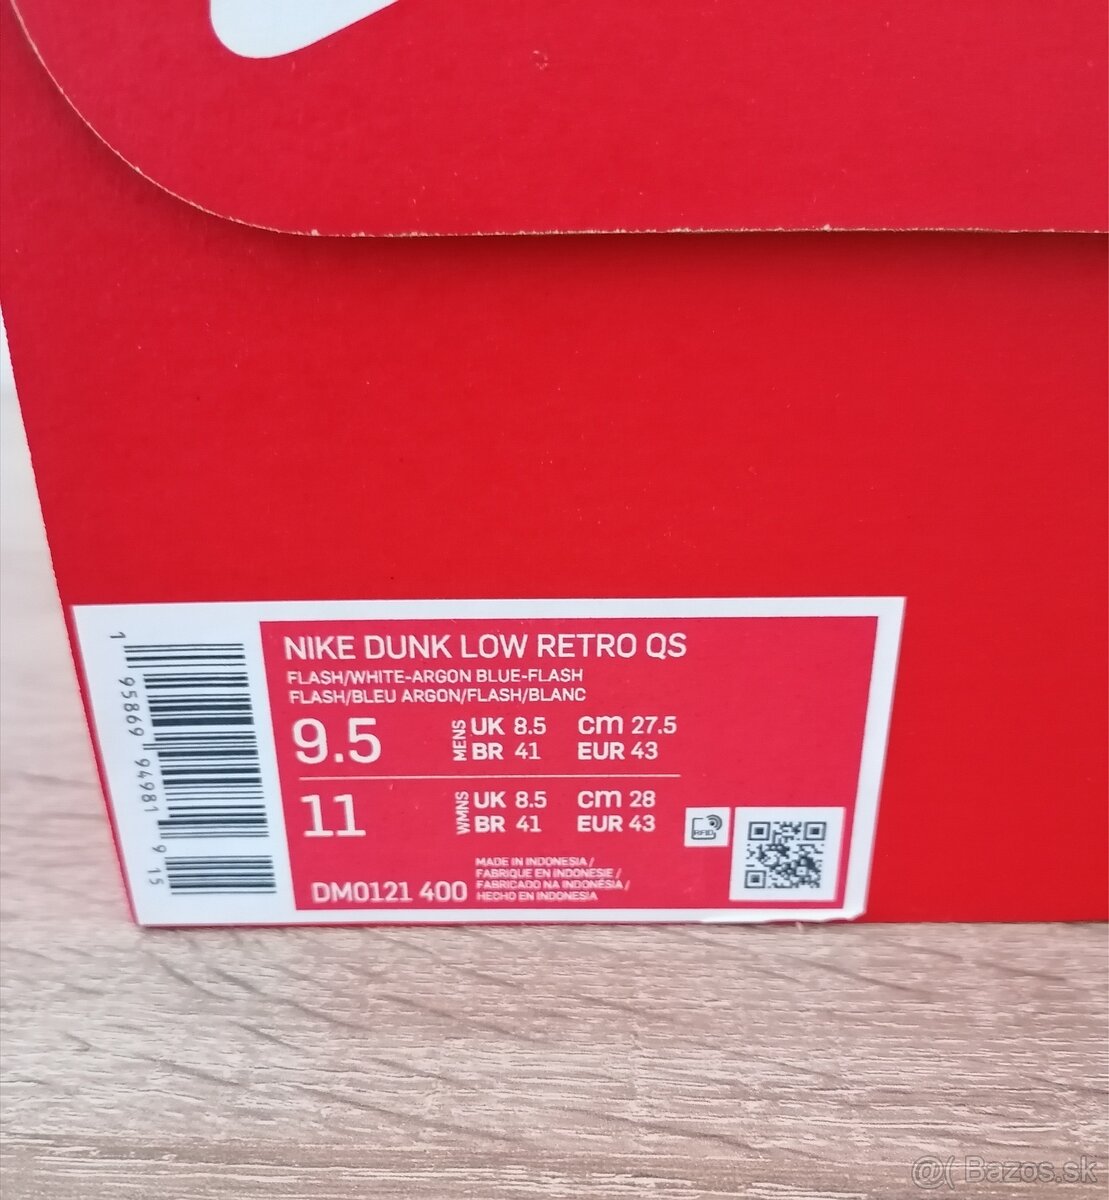 NIKE DUNK LOW RETRO QS
FLASH/WHITE-ARGON BLUE-FLASH
FLASH/BLEU ARGON/FLASH/BLANC
9.5 MENS UK 8.5 cm 27.5
BR 41 EUR 43
11 WMNS UK 8.5 cm 28
BR 41 EUR 43
RFID
DM0121 400
MADE IN INDONESIA /
FABRIQUE EN INDONESIE /
FABRICADO NA INDONÉSIA /
HECHO EN INDONESIA
1 95869 94981 9 15
@( Bazos.sk